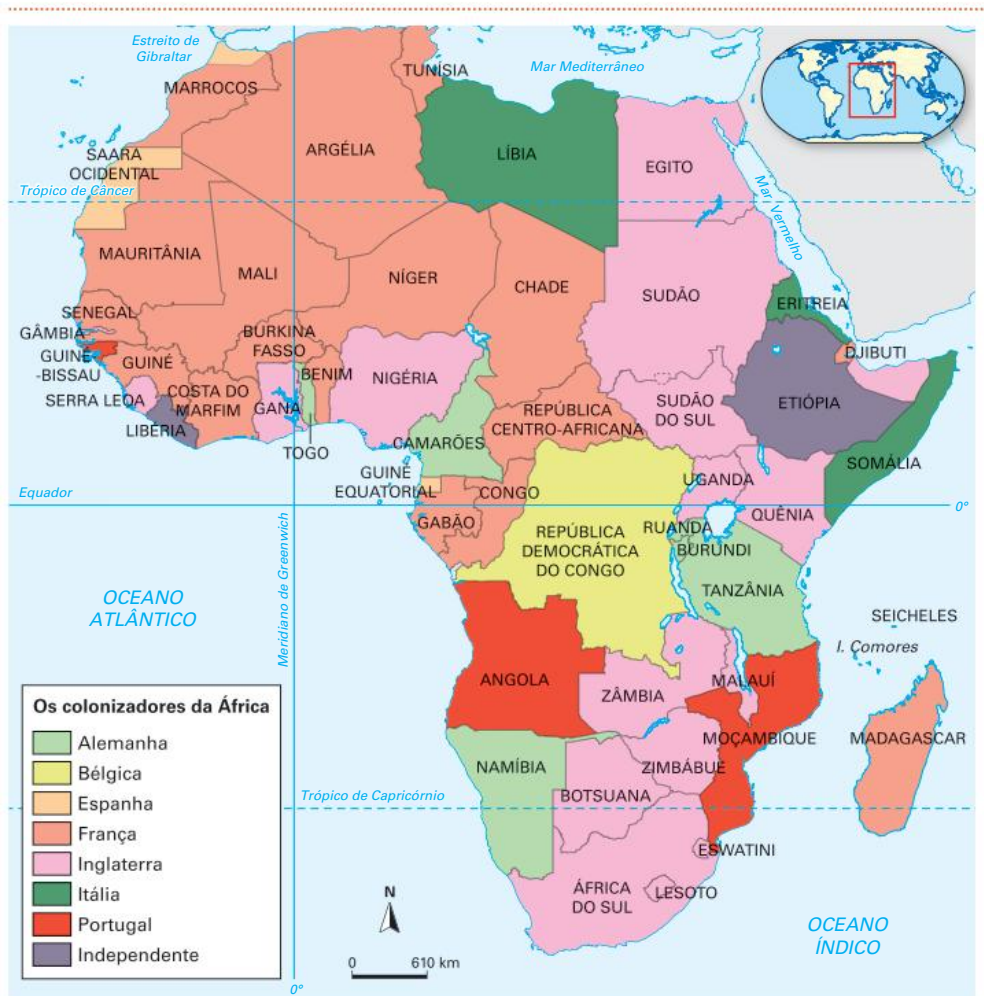 Estreito de
Gibraltar
Mar Mediterrâneo
TUNÍSIA
MARROCOS
ARGÉLIA
LÍBIA
EGITO
SAARA
OCIDENTAL
Trópico de Câncer
Mar Vermelho
MAURITÂNIA
MALI
NÍGER
CHADE
SUDÃO
ERITREIA
SENEGAL
GÂMBIA
GUINÉ
-BISSAU
GUINÉ
BURKINA
FASSO
BENIM
NIGÉRIA
DJIBUTI
SERRA LEOA
COSTA DO
MARFIM
GANA
REPÚBLICA
CENTRO-AFRICANA
SUDÃO
DO SUL
ETIÓPIA
LIBÉRIA
TOGO
CAMARÕES
SOMÁLIA
GUINÉ
EQUATORIAL
CONGO
UGANDA
Equador
0°
GABÃO
QUÊNIA
REPÚBLICA
DEMOCRÁTICA
DO CONGO
RUANDA
BURUNDI
TANZÂNIA
Meridiano de Greenwich
OCEANO
ATLÂNTICO
SEICHELES
I. Comores
ANGOLA
ZÂMBIA
MALAUÍ
MOÇAMBIQUE
MADAGASCAR
NAMÍBIA
ZIMBÁBUE
BOTSUANA
Trópico de Capricórnio
ESWATINI
ÁFRICA
DO SUL
LESOTO
OCEANO
ÍNDICO
Os colonizadores da África
Alemanha
Bélgica
Espanha
França
Inglaterra
Itália
Portugal
Independente
N
0 610 km
0°